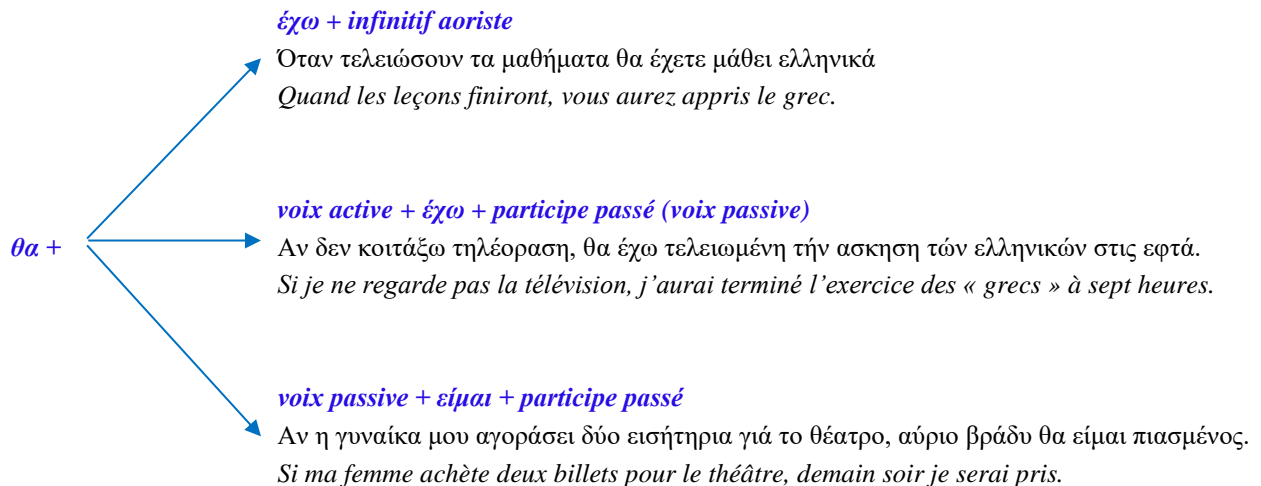 έχω + infinitif aoriste
Όταν τελειώσουν τα μαθήματα θα έχετε μάθει ελληνικά
Quand les leçons finiront, vous aurez appris le grec.
voix active + έχω + participe passé (voix passive)
θα +
Αν δεν κοιτάξω τηλέοραση, θα έχω τελειωμένη τήν ασκηση τών ελληνικών στις εφτά.
Si je ne regarde pas la télévision, j’aurai terminé l’exercice des « grecs » à sept heures.
voix passive + είμαι + participe passé
Αν η γυναίκα μου αγοράσει δύο εισήτηρια γιά το θέατρο, αύριο βράδυ θα είμαι πιασμένος.
Si ma femme achète deux billets pour le théâtre, demain soir je serai pris.